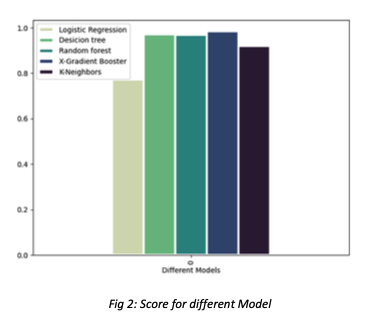 Logistic Regression
Desicion tree
Random forest
X-Gradient Booster
K-Neighbors
1.0
0.8
0.6
0.4
0.2
0.0
0
Different Models
Fig 2: Score for different Model